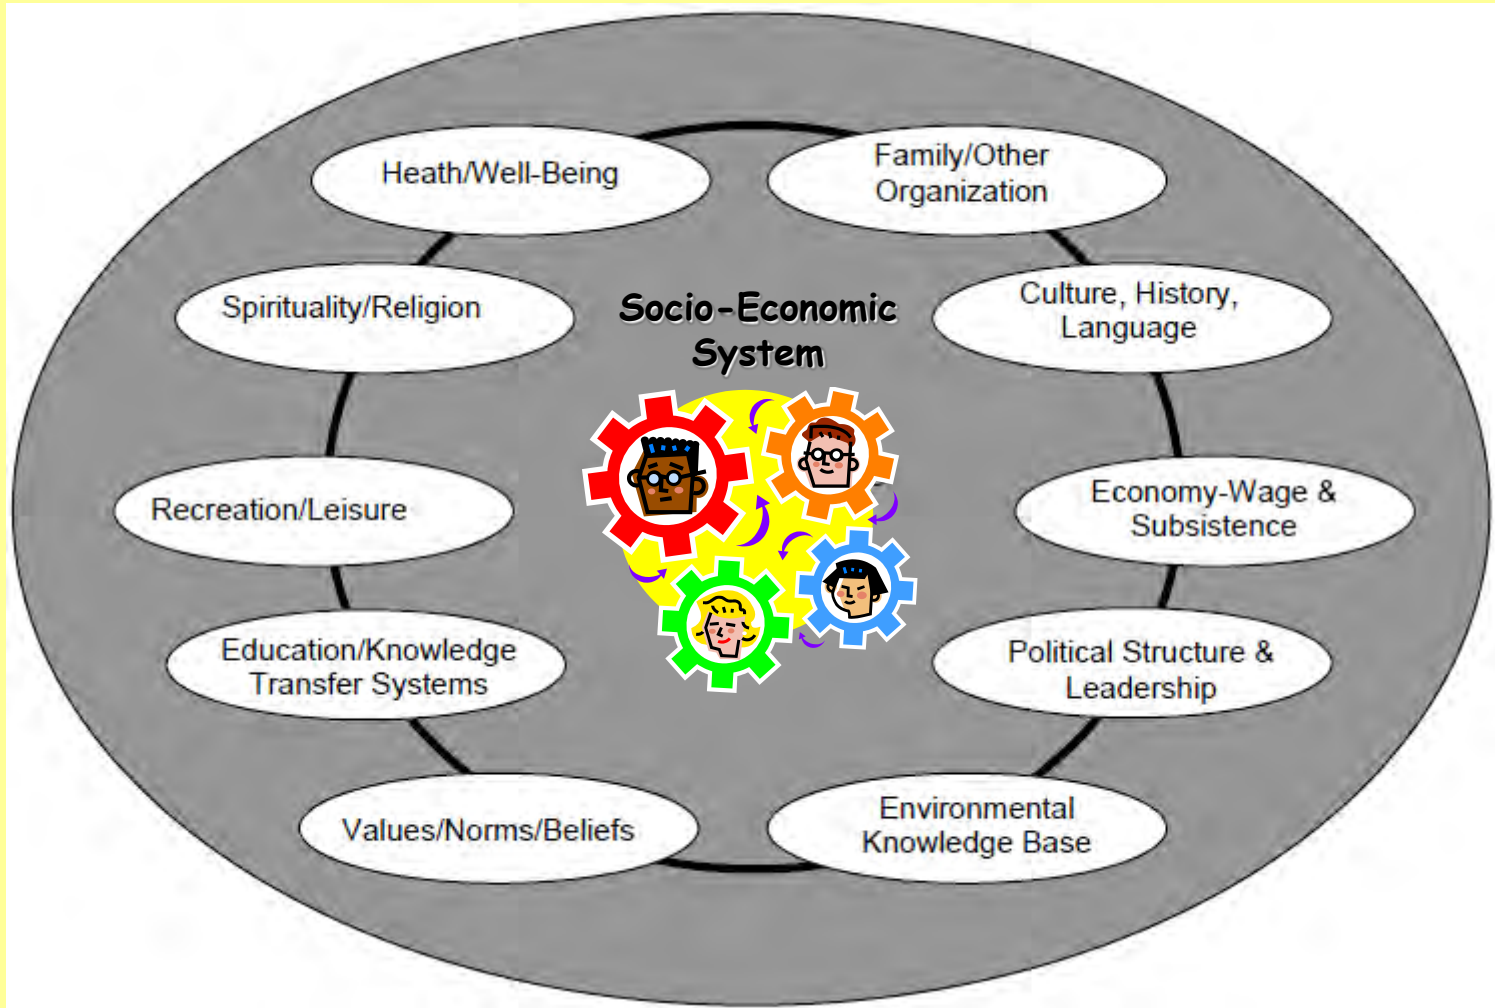 Heath/Well-Being
Family/Other
Organization
Spirituality/Religion
Culture, History,
Language
Socio-Economic
System
Recreation/Leisure
Economy-Wage &
Subsistence
Education/Knowledge
Transfer Systems
Political Structure &
Leadership
Values/Norms/Beliefs
Environmental
Knowledge Base